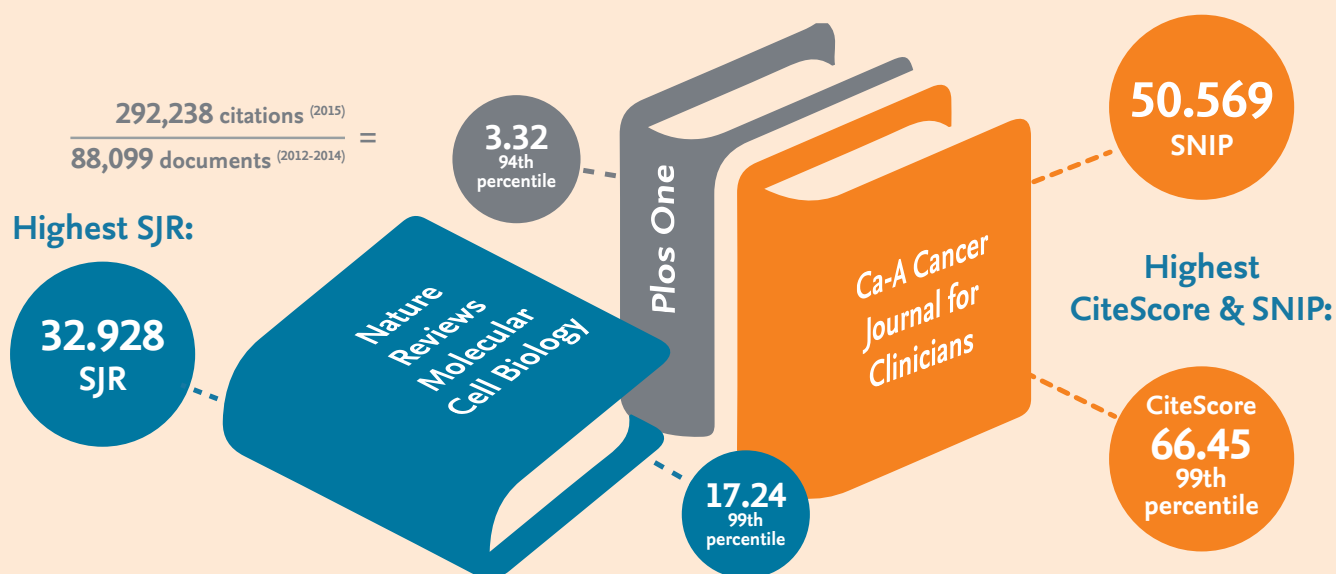 292,238 citations (2015)
88,099 documents (2012-2014)
=
3.32
94th
percentile
Plos One
50.569
SNIP
Highest SJR:
32.928
SJR
Nature
Reviews
Molecular
Cell Biology
Ca-A Cancer
Journal for
Clinicians
Highest
CiteScore & SNIP:
17.24
99th
percentile
CiteScore
66.45
99th
percentile